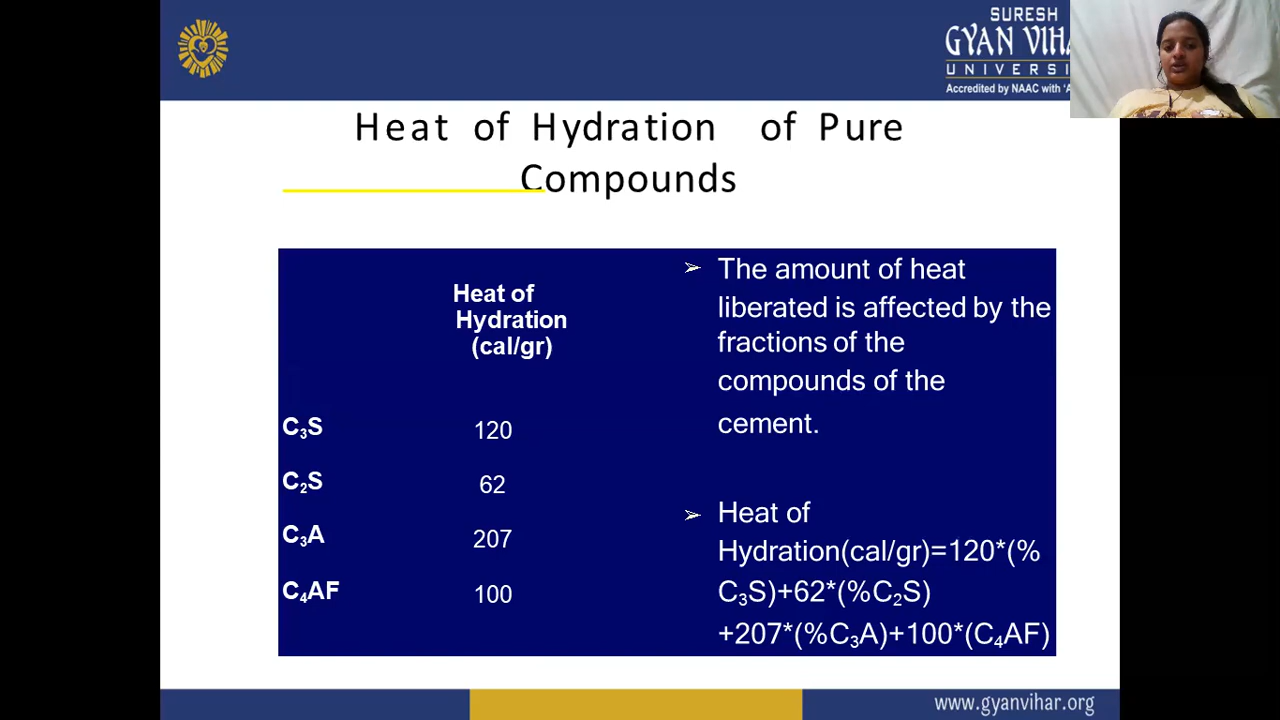 SURESH
GYAN VIHAR
UNIVERSI
Accredited by NAAC with 'A
Heat of Hydration of Pure
Compounds
Heat of
Hydration
(cal/gr)
C₃S 120
C₂S 62
C₃A 207
C₄AF 100
➢ The amount of heat
liberated is affected by the
fractions of the
compounds of the
cement.
➢ Heat of
Hydration(cal/gr)=120*(%
C₃S)+62*(%C₂S)
+207*(%C₃A)+100*(C₄AF)
www.gyanvihar.org